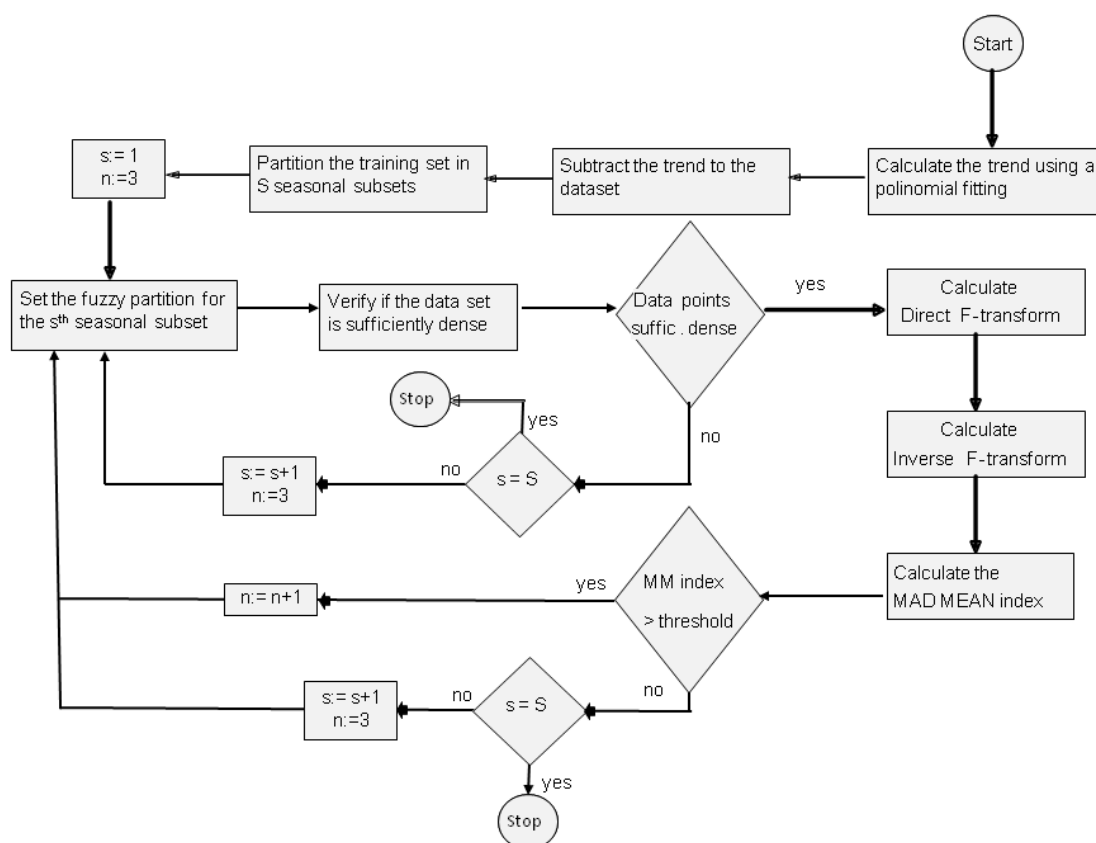 Start
Calculate the trend using a
polinomial fitting
Subtract the trend to the
dataset
Partition the training set in
S seasonal subsets
s:= 1
n:=3
Set the fuzzy partition for
the sᵗʰ seasonal subset
Verify if the data set
is sufficiently dense
Data points
suffic . dense
yes
Calculate
Direct F-transform
no
Calculate
Inverse F-transform
Stop
yes
s = S
no
s:= s+1
n:=3
Calculate the
MAD MEAN index
MM index
> threshold
yes
n:= n+1
no
s = S
no
s:= s+1
n:=3
yes
Stop